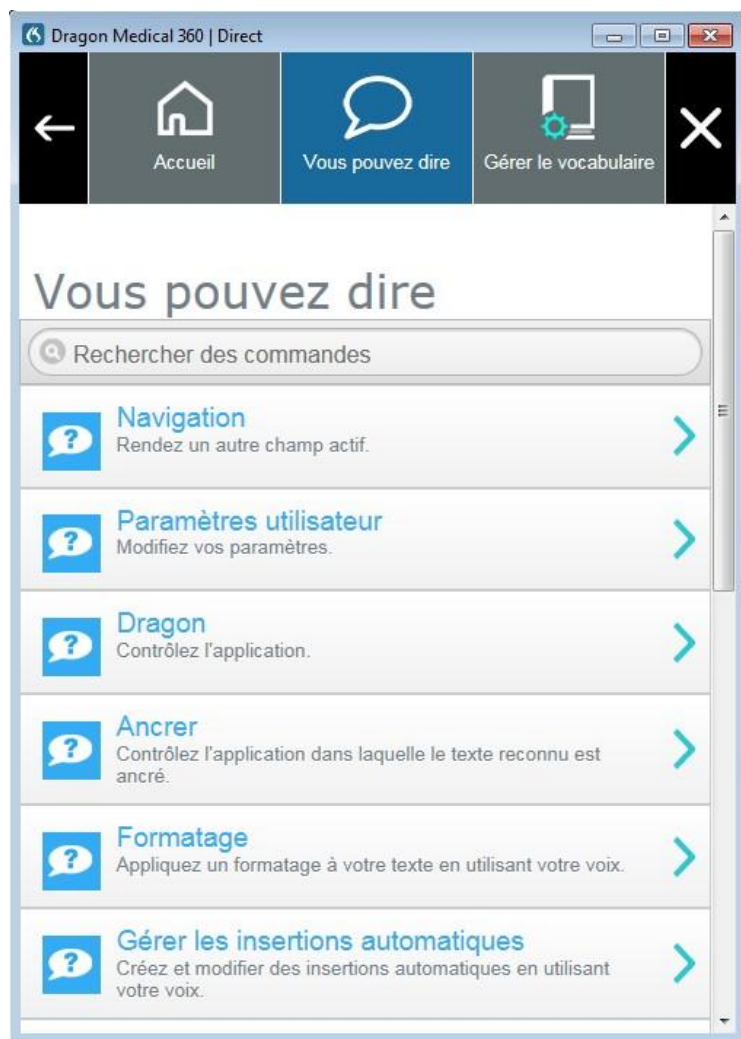 Dragon Medical 360 | Direct
Accueil
Vous pouvez dire
Gérer le vocabulaire
Vous pouvez dire
Rechercher des commandes
Navigation
Rendez un autre champ actif.
Paramètres utilisateur
Modifiez vos paramètres.
Dragon
Contrôlez l'application.
Ancrer
Contrôlez l'application dans laquelle le texte reconnu est
ancré.
Formatage
Appliquez un formatage à votre texte en utilisant votre voix.
Gérer les insertions automatiques
Créez et modifier des insertions automatiques en utilisant
votre voix.